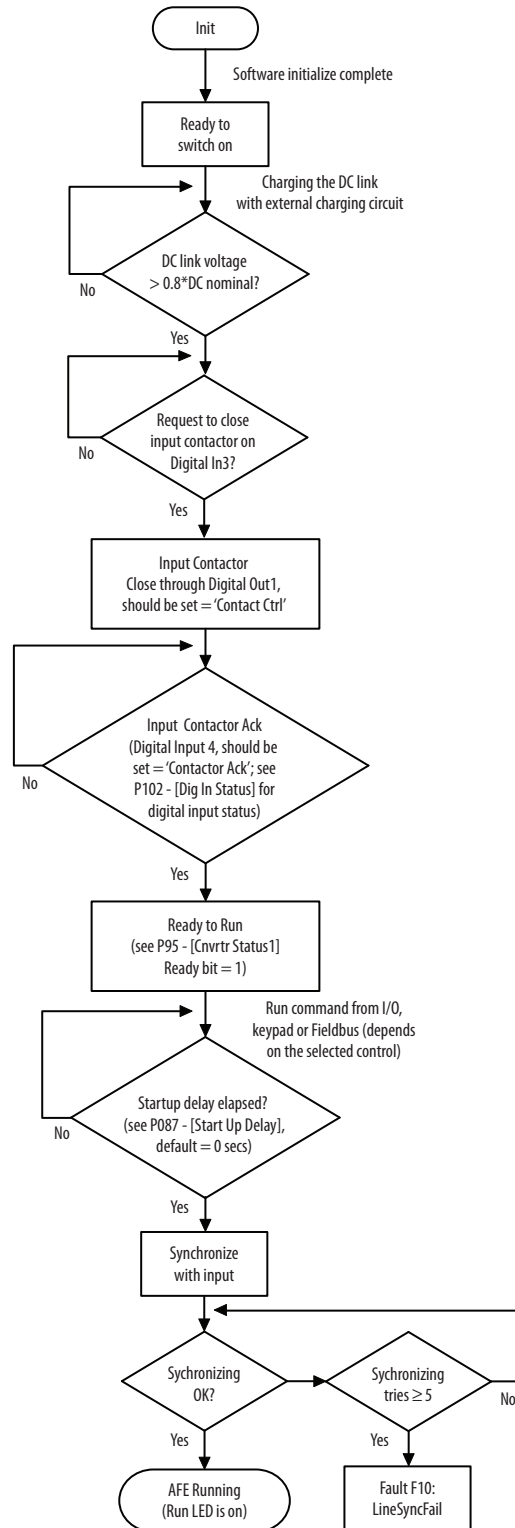 Init
Software initialize complete
Ready to
switch on
Charging the DC link
with external charging circuit
DC link voltage
> 0.8*DC nominal?
No
Yes
Request to close
input contactor on
Digital In3?
No
Yes
Input Contactor
Close through Digital Out1,
should be set = ‘Contact Ctrl’
Input Contactor Ack
(Digital Input 4, should be
set = ‘Contactor Ack’; see
P102 - [Dig In Status] for
digital input status)
No
Yes
Ready to Run
(see P95 - [Cnvrtr Status1]
Ready bit = 1)
Run command from I/O,
keypad or Fieldbus (depends
on the selected control)
Startup delay elapsed?
(see P087 - [Start Up Delay],
default = 0 secs)
No
Yes
Synchronize
with input
Sychronizing
OK?
Sychronizing
tries ≥ 5
No
Yes
Yes
AFE Running
(Run LED is on)
Fault F10:
LineSyncFail